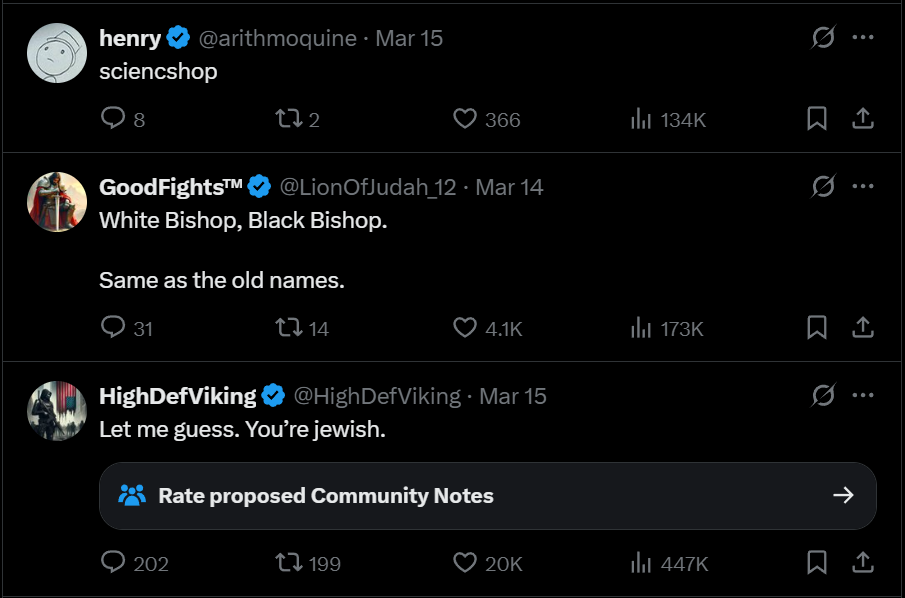 henry @arithmoquine · Mar 15
sciencshop
8 2 366 134K
GoodFights™ @LionOfJudah_12 · Mar 14
White Bishop, Black Bishop.
Same as the old names.
31 14 4.1K 173K
HighDefViking @HighDefViking · Mar 15
Let me guess. You’re jewish.
Rate proposed Community Notes
202 199 20K 447K